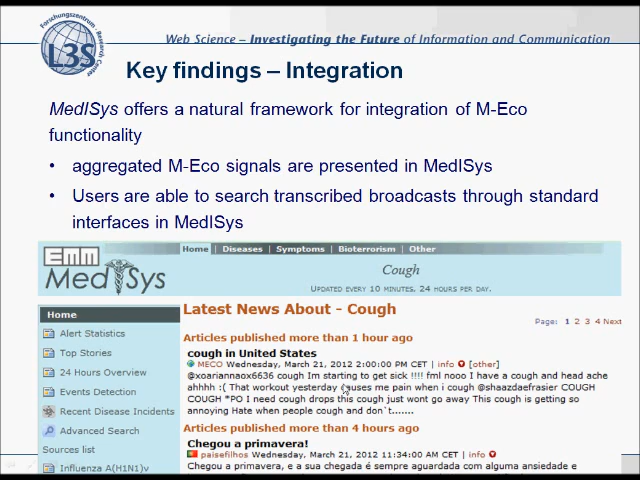 Forschungszentrum
L3S
Research Center
Web Science – Investigating the Future of Information and Communication
Key findings – Integration
MedISys offers a natural framework for integration of M-Eco
functionality
• aggregated M-Eco signals are presented in MedISys
• Users are able to search transcribed broadcasts through standard
interfaces in MedISys
EMM
MedISys
Home | Diseases | Symptoms | Bioterrorism | Other
Cough
Updated every 10 minutes, 24 hours per day.
Home
Alert Statistics
Top Stories
24 Hours Overview
Events Detection
Recent Disease Incidents
Advanced Search
Sources list
Influenza A(H1N1)v
Latest News About - Cough
Page: 1 2 3 4 Next
Articles published more than 1 hour ago
cough in United States
MECO Wednesday, March 21, 2012 2:00:00 PM CET | info [other]
@xoariannaox6636 cough Im starting to get sick !!!! fml nooo I have a cough and head ache
ahhhh :( That workout yesterday causes me pain when i cough @shaazdaefrasier COUGH
COUGH *PO I need cough drops this cough just wont go away This cough is getting so
annoying Hate when people cough and don`t.......
Articles published more than 4 hours ago
Chegou a primavera!
paisefilhos Wednesday, March 21, 2012 11:34:00 AM CET | info
Chegou a primavera, e a sua chegada é sempre aguardada com alguma ansiedade e